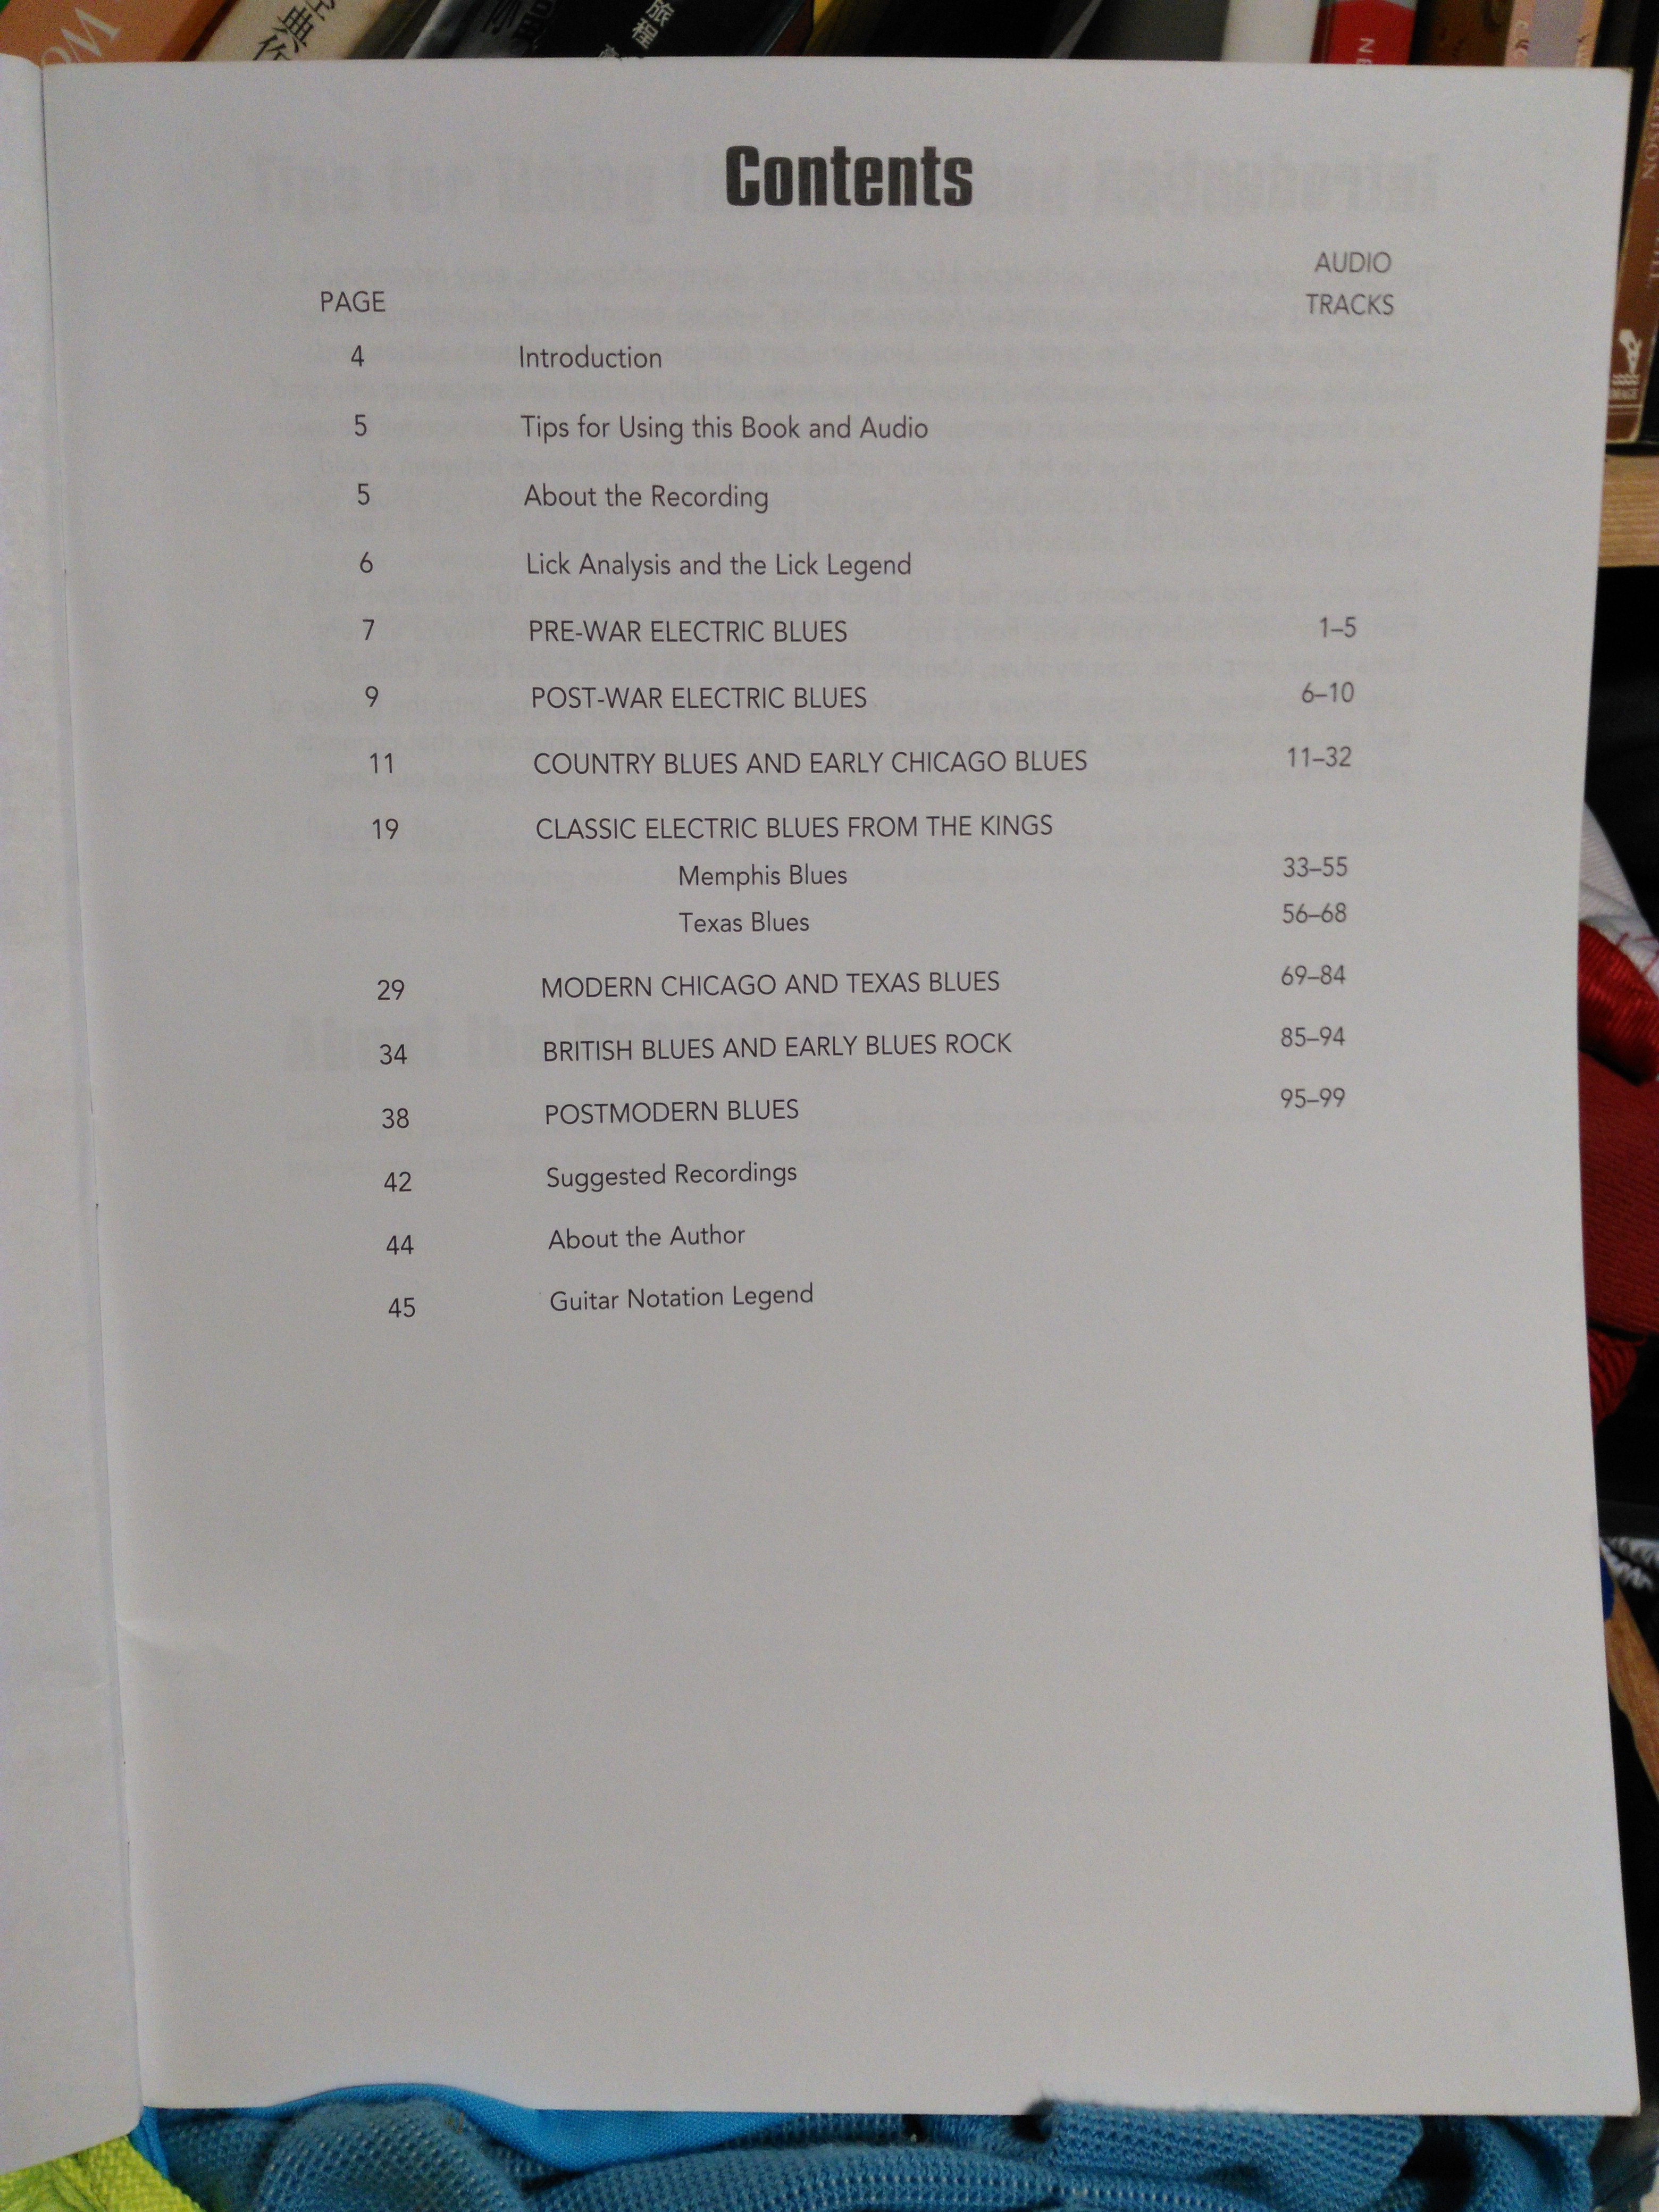 Contents
AUDIO
PAGE TRACKS
4 Introduction
5 Tips for Using this Book and Audio
5 About the Recording
6 Lick Analysis and the Lick Legend
7 PRE-WAR ELECTRIC BLUES 1–5
9 POST-WAR ELECTRIC BLUES 6–10
11 COUNTRY BLUES AND EARLY CHICAGO BLUES 11–32
19 CLASSIC ELECTRIC BLUES FROM THE KINGS
Memphis Blues 33–55
Texas Blues 56–68
29 MODERN CHICAGO AND TEXAS BLUES 69–84
34 BRITISH BLUES AND EARLY BLUES ROCK 85–94
38 POSTMODERN BLUES 95–99
42 Suggested Recordings
44 About the Author
45 Guitar Notation Legend
旅程